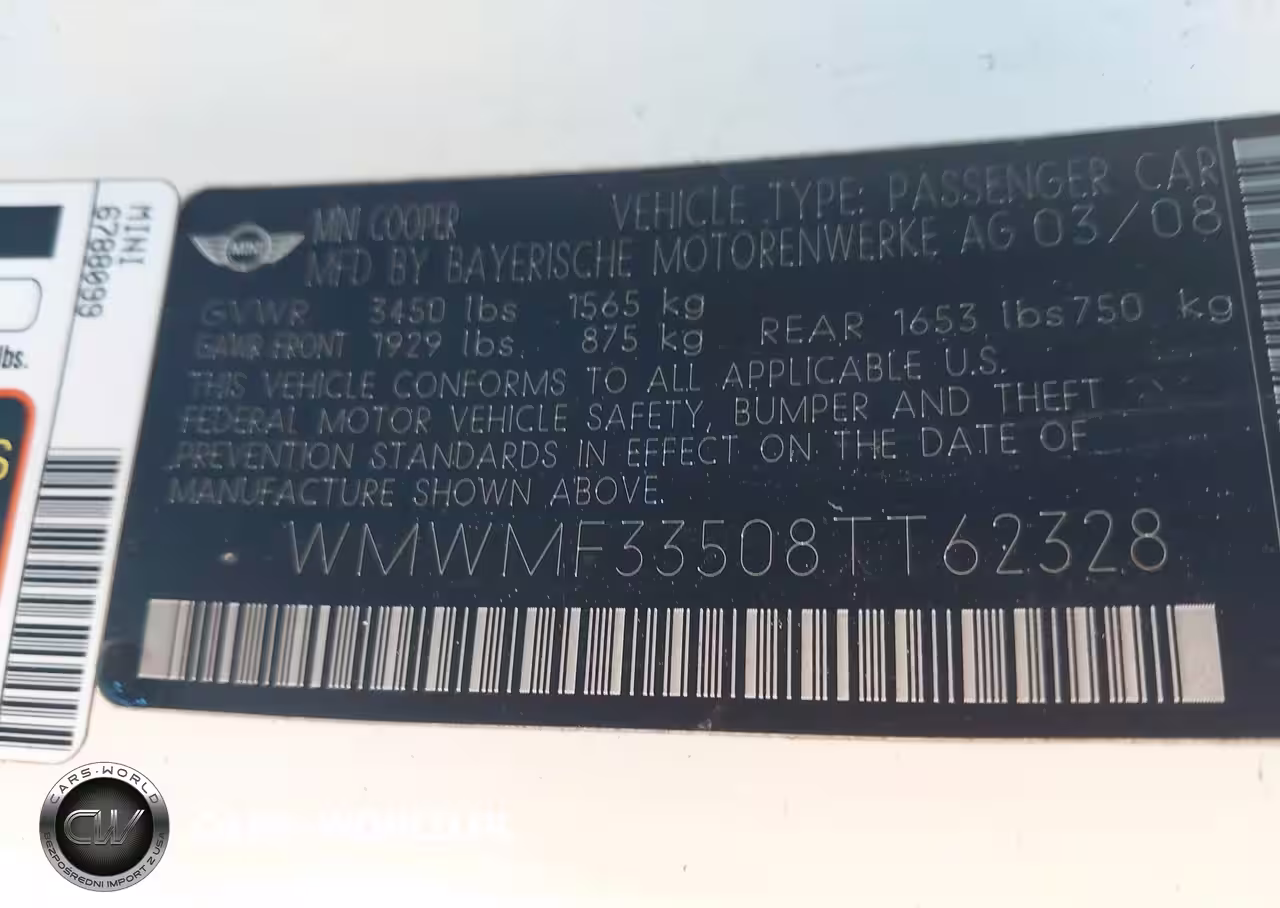 MINI COOPER VEHICLE TYPE: PASSENGER CAR
MFD BY BAYERISCHE MOTORENWERKE AG 03/08
GVWR 3450 lbs 1565 kg
GAWR FRONT 1929 lbs. 875 kg REAR 1653 lbs 750 kg
THIS VEHICLE CONFORMS TO ALL APPLICABLE U.S.
FEDERAL MOTOR VEHICLE SAFETY, BUMPER AND THEFT
PREVENTION STANDARDS IN EFFECT ON THE DATE OF
MANUFACTURE SHOWN ABOVE.
WMWMF33508TT62328
MINI
MINI
6788099
lbs.
S
CARS-WORLD
CW
BEZPOŚREDNI IMPORT Z USA